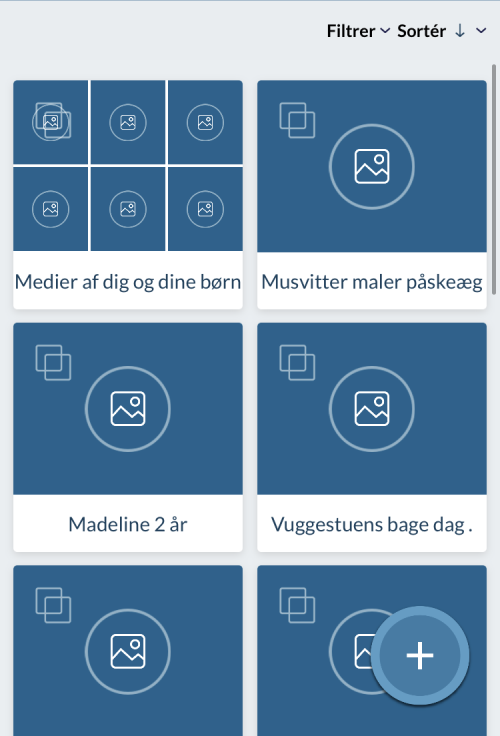 Filtrer Sortér
Medier af dig og dine børn
Musvitter maler påskeæg
Madeline 2 år
Vuggestuens bage dag .